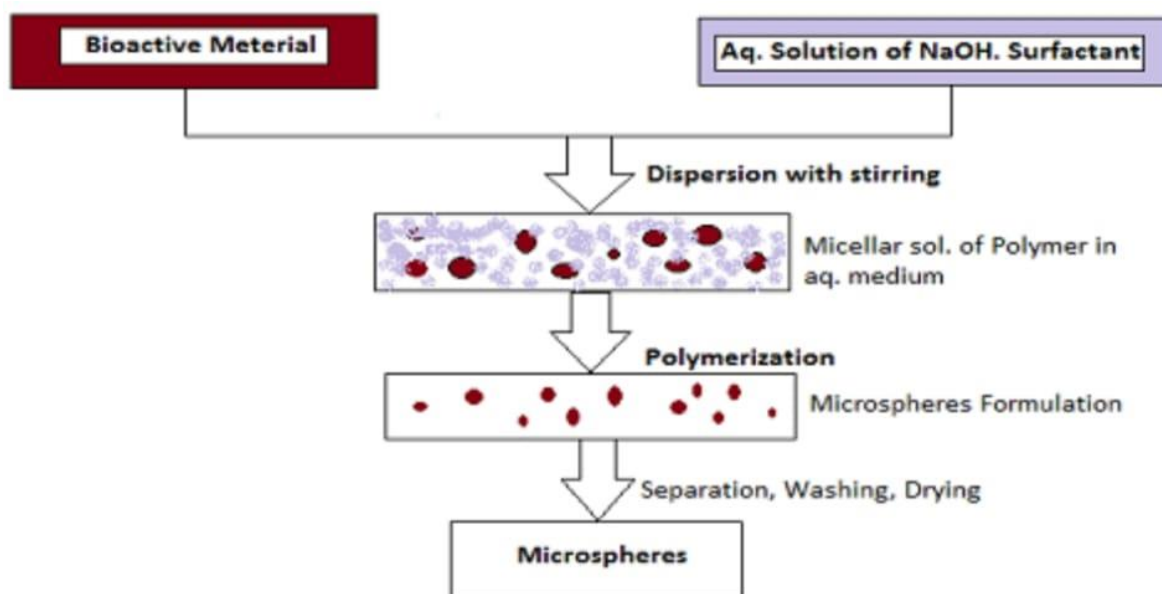 Bioactive Meterial
Aq. Solution of NaOH. Surfactant
Dispersion with stirring
Micellar sol. of Polymer in
aq. medium
Polymerization
Microspheres Formulation
Separation, Washing, Drying
Microspheres